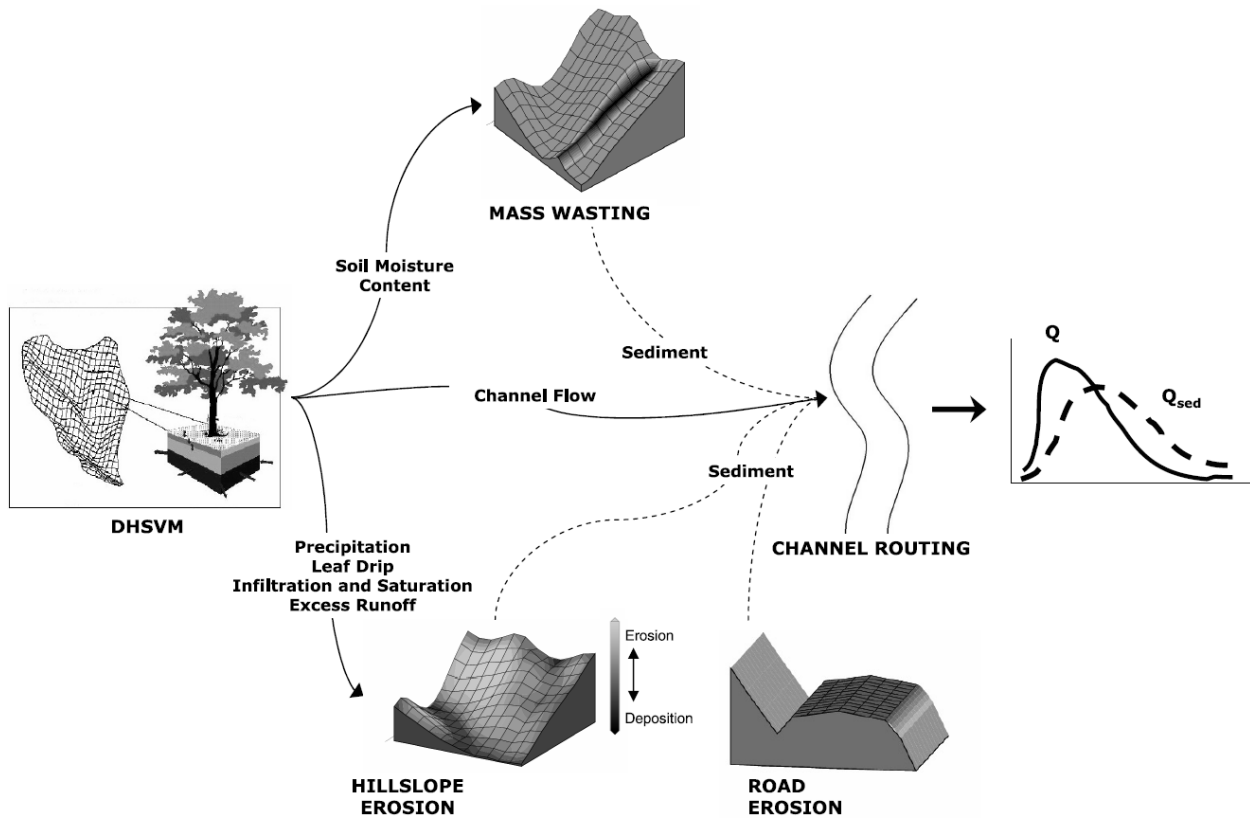 MASS WASTING
Soil Moisture
Content
Sediment
Q
Q_sed
Channel Flow
Sediment
DHSVM
CHANNEL ROUTING
Precipitation
Leaf Drip
Infiltration and Saturation
Excess Runoff
Erosion
Deposition
HILLSLOPE
EROSION
ROAD
EROSION